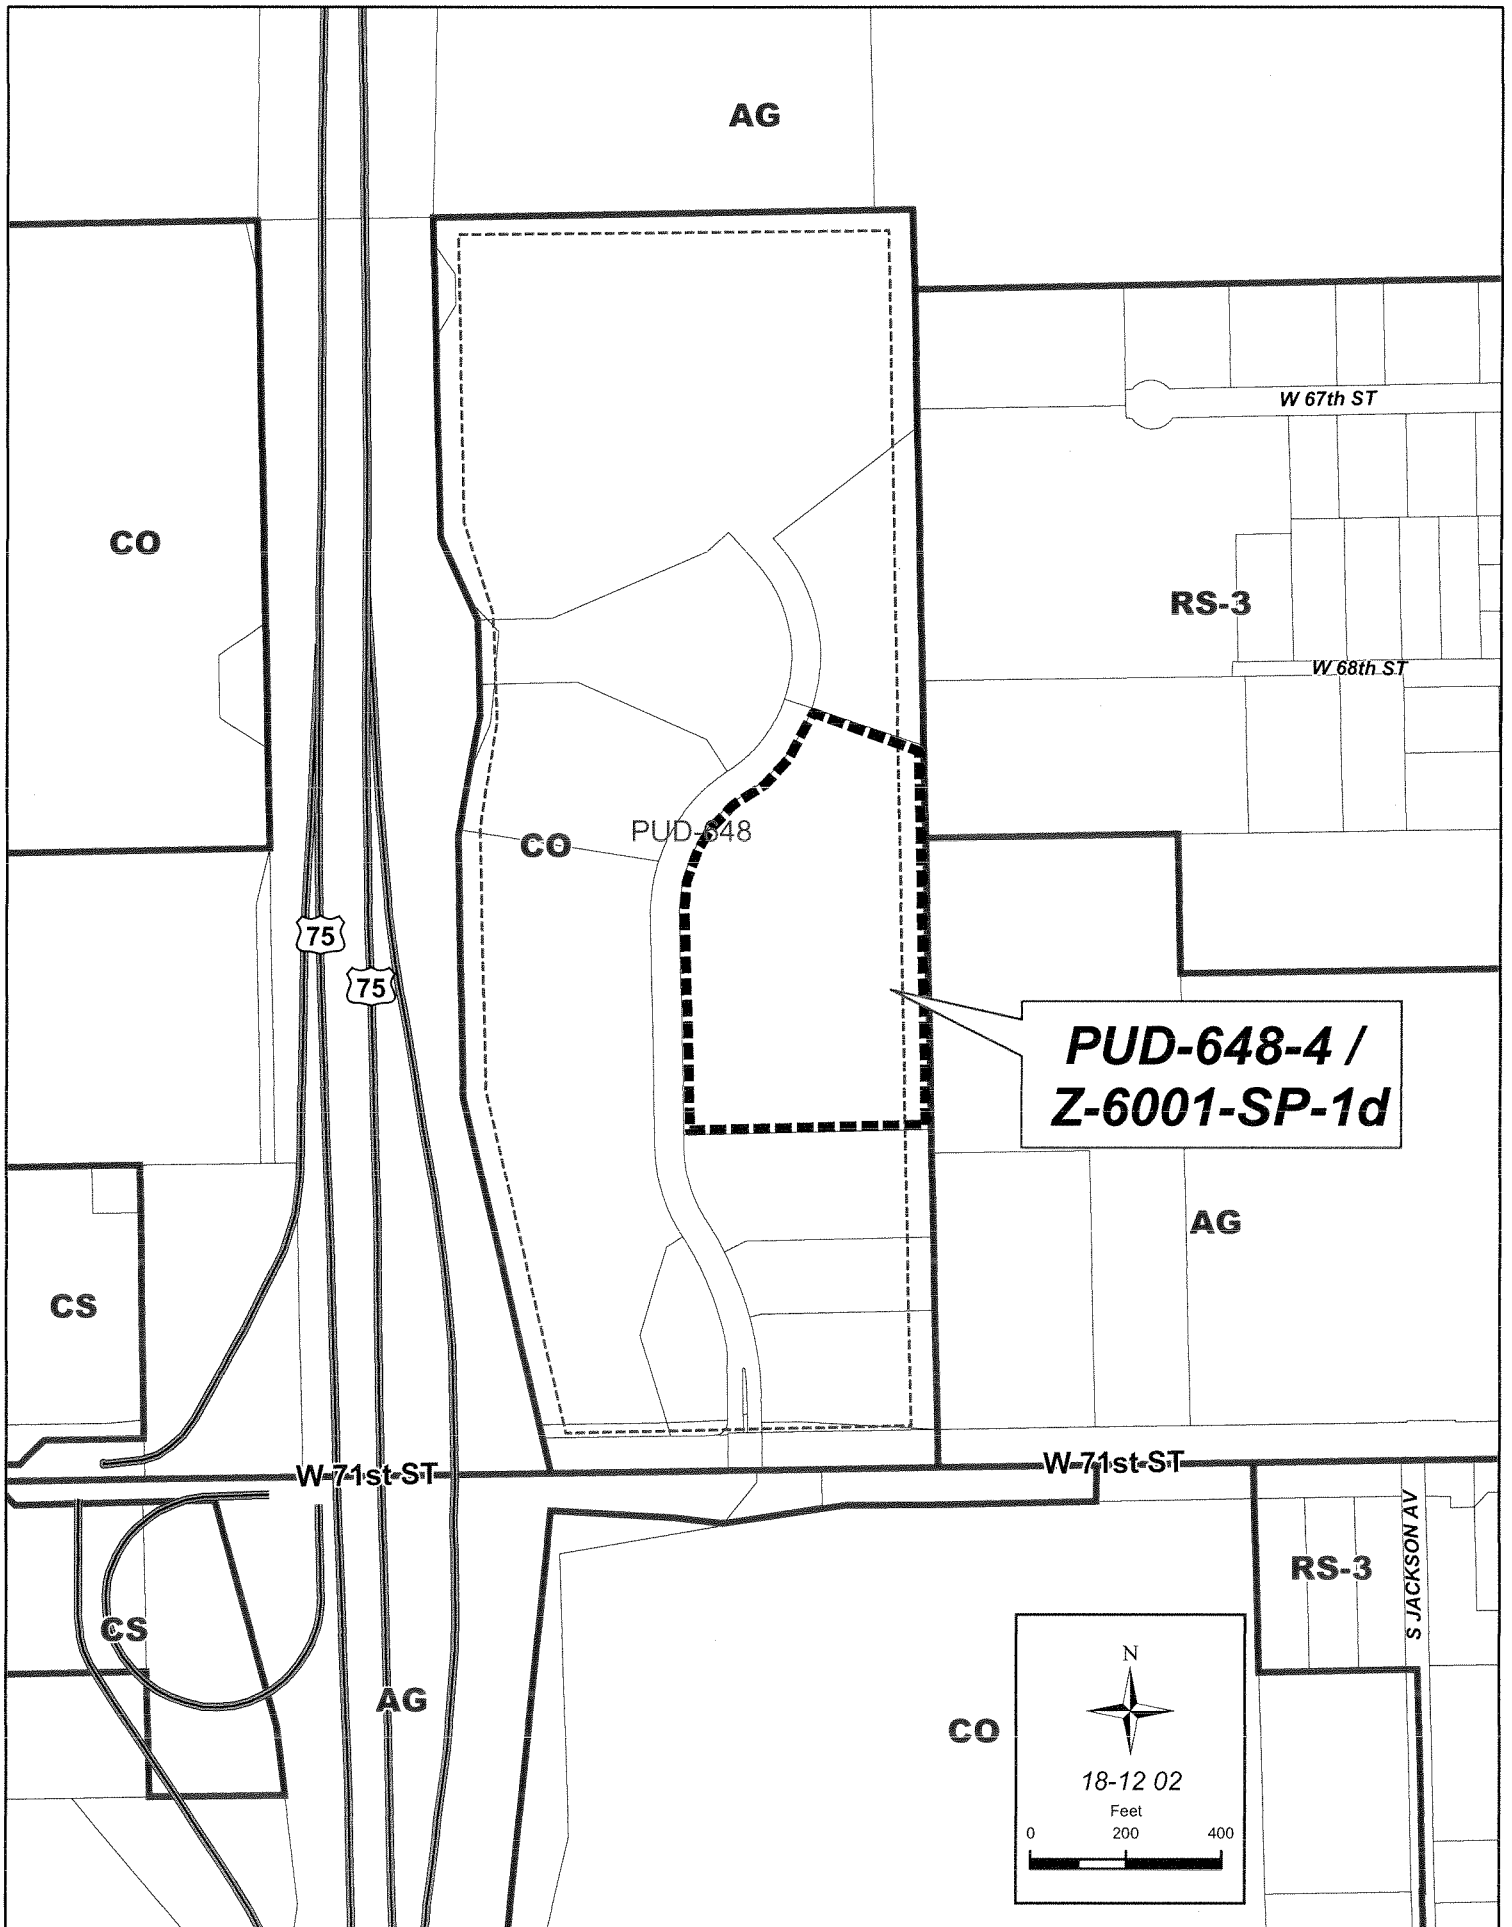 AG
W 67th ST
CO
RS-3
W 68th ST
PUD-648
CO
75
75
PUD-648-4 /
Z-6001-SP-1d
AG
CS
W 71st ST
W 71st ST
S JACKSON AV
RS-3
CS
AG
CO
N
18-12 02
Feet
0 200 400